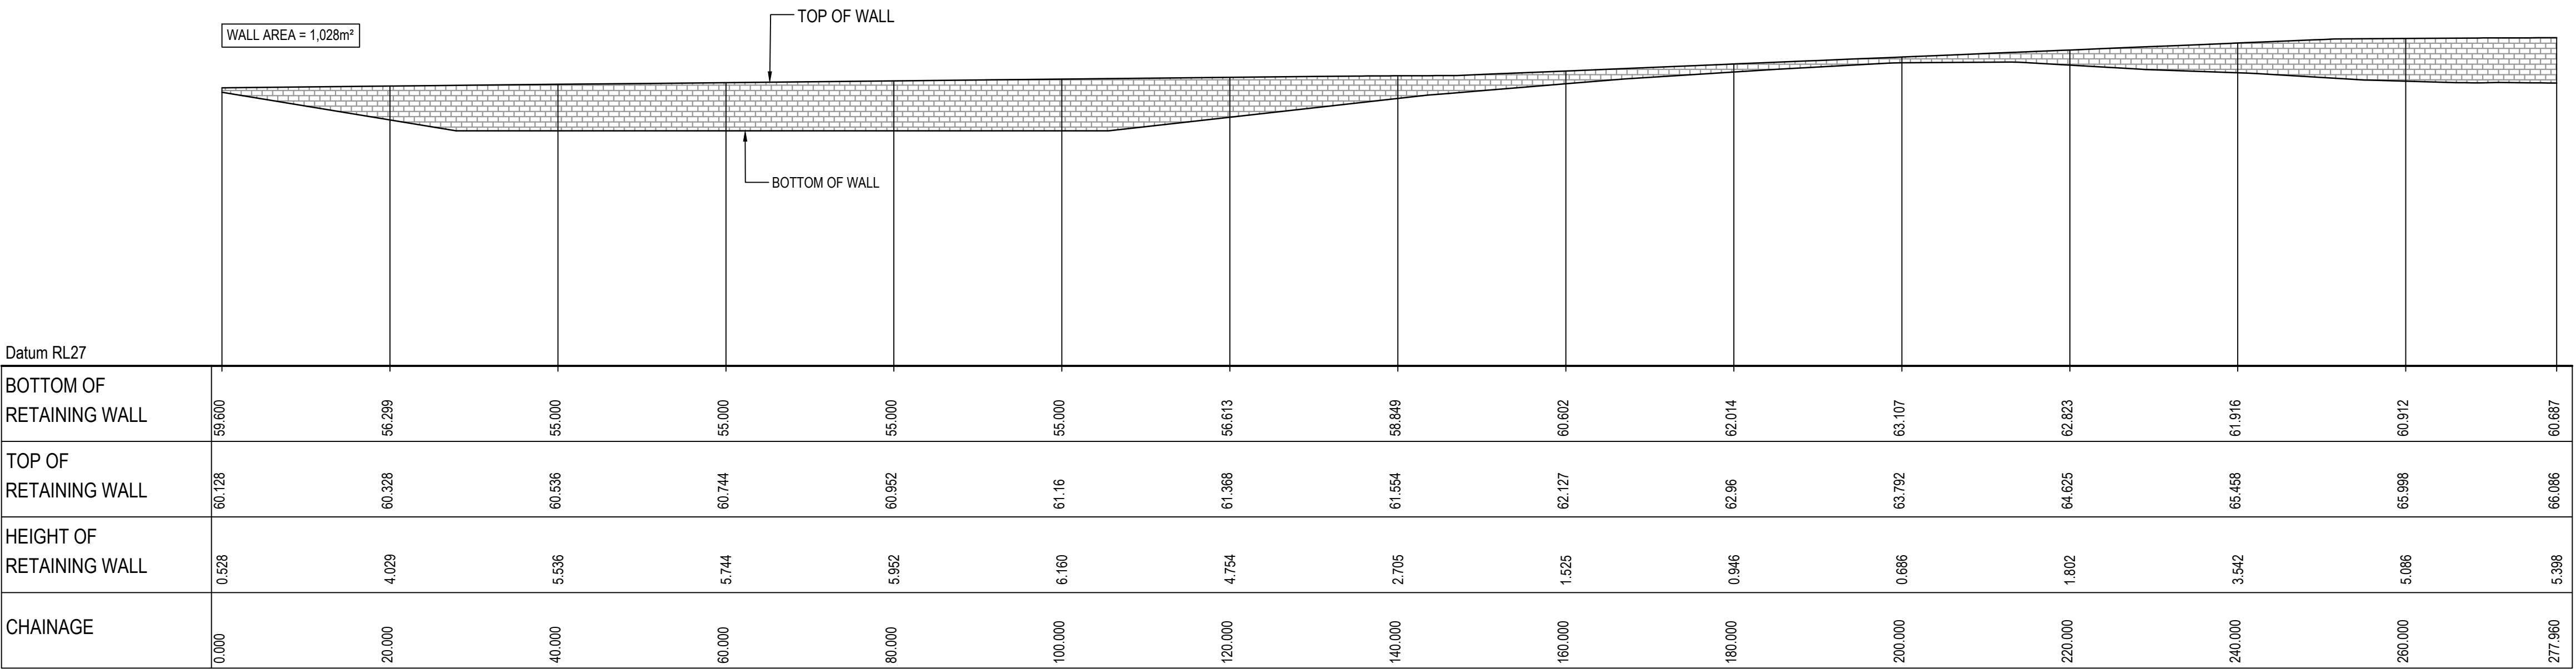 TOP OF WALL
WALL AREA = 1,028m²
BOTTOM OF WALL
Datum RL27
BOTTOM OF
RETAINING WALL
59.600 56.299 55.000 55.000 55.000 55.000 56.613 58.849 60.602 62.014 63.107 62.823 61.916 60.912 60.687
TOP OF
RETAINING WALL
60.128 60.328 60.536 60.744 60.952 61.16 61.368 61.554 62.127 62.96 63.792 64.625 65.458 65.998 66.086
HEIGHT OF
RETAINING WALL
0.528 4.029 5.536 5.744 5.952 6.160 4.754 2.705 1.525 0.946 0.686 1.802 3.542 5.086 5.398
CHAINAGE
0.000 20.000 40.000 60.000 80.000 100.000 120.000 140.000 160.000 180.000 200.000 220.000 240.000 260.000 277.960